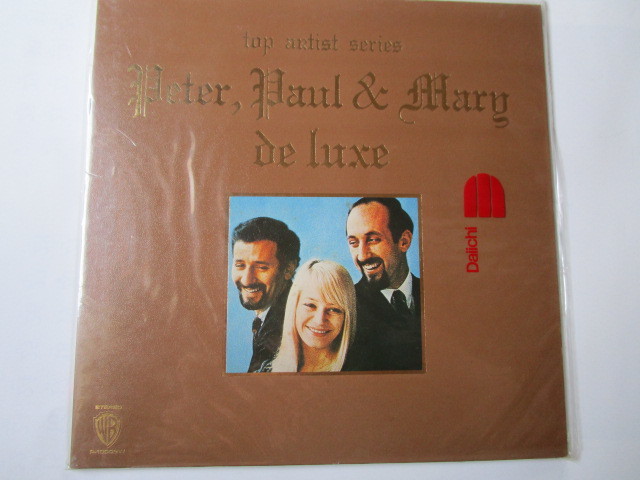 top artist series
Peter, Paul & Mary
de luxe
Daiichi
STEREO
WB